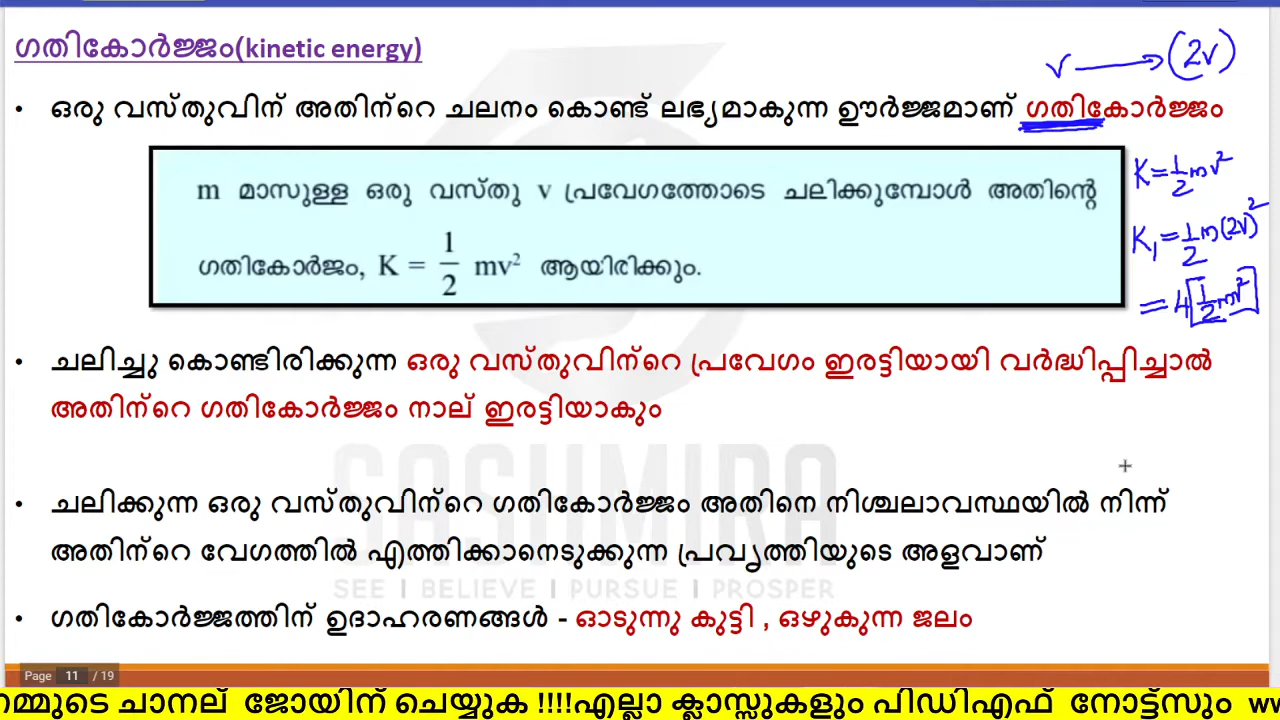 ഗതികോർജ്ജം(kinetic energy)
v → (2v)
• ഒരു വസ്തുവിന് അതിന്റെ ചലനം കൊണ്ട് ലഭ്യമാകുന്ന ഊർജ്ജമാണ് ഗതികോർജ്ജം
m മാസുള്ള ഒരു വസ്തു v പ്രവേഗത്തോടെ ചലിക്കുമ്പോൾ അതിന്റെ
ഗതികോർജം, K = 1/2 mv² ആയിരിക്കും.
K = 1/2 mv²
K₁ = 1/2 m(2v)²
= 4[1/2 mv²]
• ചലിച്ചു കൊണ്ടിരിക്കുന്ന ഒരു വസ്തുവിന്റെ പ്രവേഗം ഇരട്ടിയായി വർദ്ധിപ്പിച്ചാൽ
അതിന്റെ ഗതികോർജ്ജം നാല് ഇരട്ടിയാകും
• ചലിക്കുന്ന ഒരു വസ്തുവിന്റെ ഗതികോർജ്ജം അതിനെ നിശ്ചലാവസ്ഥയിൽ നിന്ന്
അതിന്റെ വേഗത്തിൽ എത്തിക്കാനെടുക്കുന്ന പ്രവൃത്തിയുടെ അളവാണ്
SASUMIRA
SEE | BELIEVE | PURSUE | PROSPER
• ഗതികോർജ്ജത്തിന് ഉദാഹരണങ്ങൾ - ഓടുന്നു കുട്ടി , ഒഴുകുന്ന ജലം
Page 11 / 19
നമ്മുടെ ചാനല് ജോയിന് ചെയ്യുക !!!!എല്ലാ ക്ലാസ്സുകളും പിഡിഎഫ് നോട്ട്സും